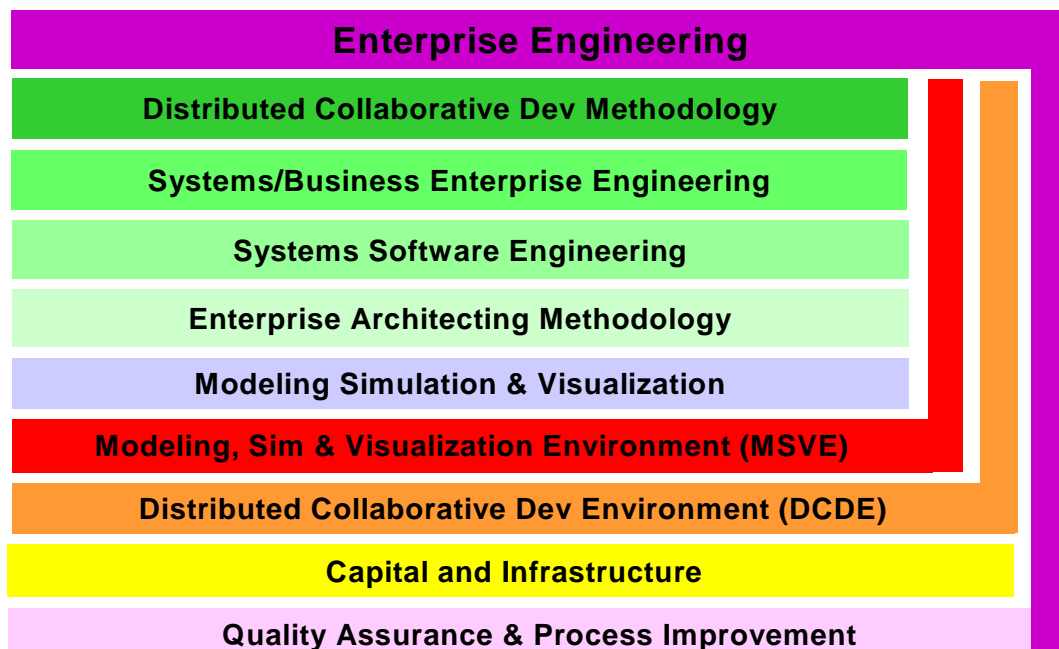 Enterprise Engineering
Distributed Collaborative Dev Methodology
Systems/Business Enterprise Engineering
Systems Software Engineering
Enterprise Architecting Methodology
Modeling Simulation & Visualization
Modeling, Sim & Visualization Environment (MSVE)
Distributed Collaborative Dev Environment (DCDE)
Capital and Infrastructure
Quality Assurance & Process Improvement